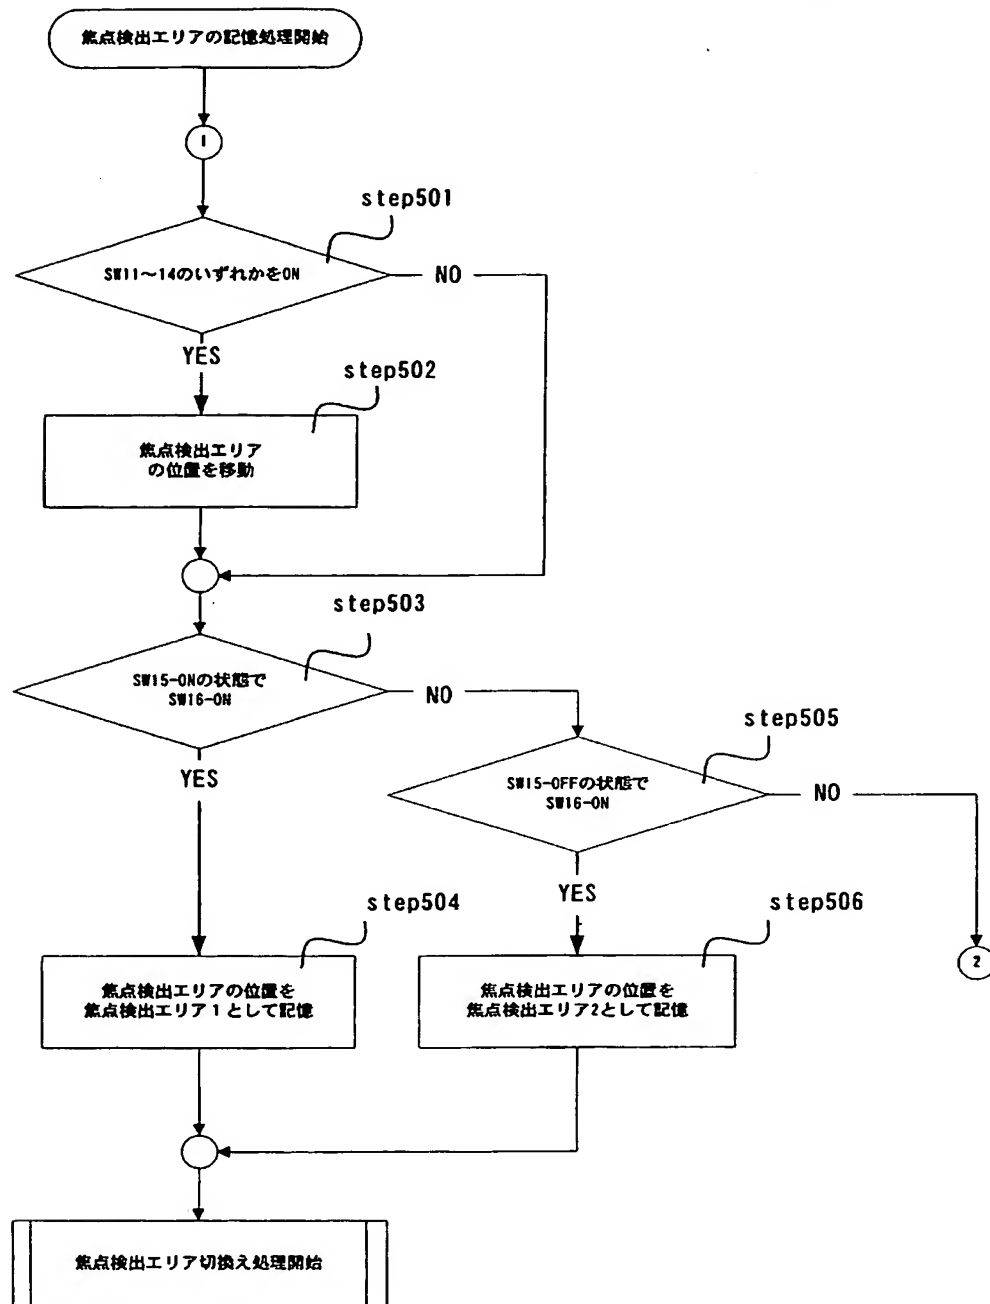 焦点検出エリアの記憶処理開始
1
step501
SW11～14のいずれかをON
NO
YES
step502
焦点検出エリア
の位置を移動
step503
SW15-ONの状態で
SW16-ON
NO
YES
step505
SW15-OFFの状態で
SW16-ON
NO
YES
step504
焦点検出エリアの位置を
焦点検出エリア1として記憶
step506
焦点検出エリアの位置を
焦点検出エリア2として記憶
2
焦点検出エリア切換え処理開始